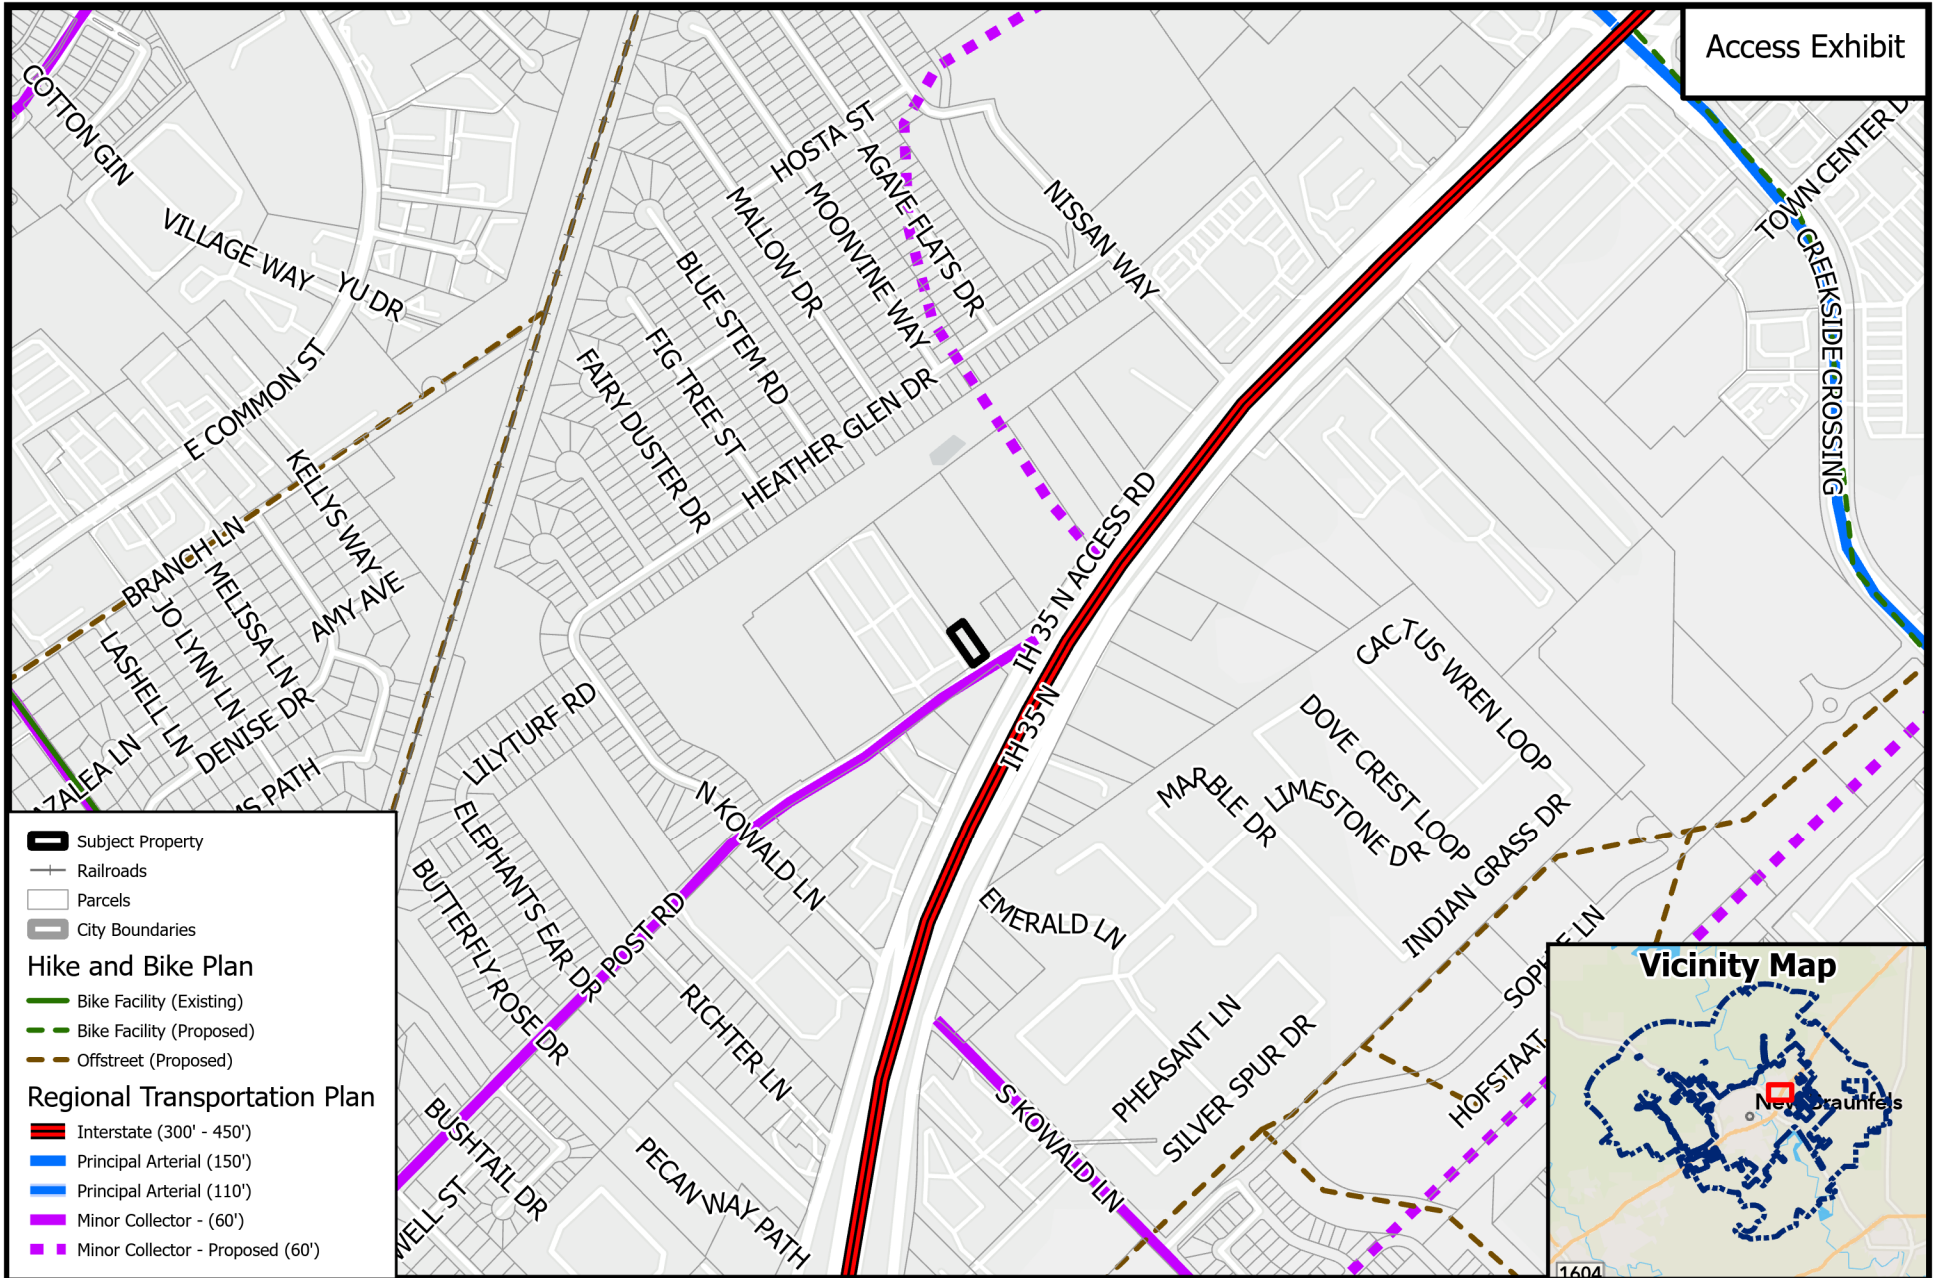 Access Exhibit
COTTON GIN
VILLAGE WAY
YU DR
E COMMON ST
KELLYS WAY
BRANCH LN
MELISSA LN
JO LYNN LN
LASHELL LN
AMY AVE
DENISE DR
AZALEA LN
MS PATH
HOSTA ST
AGAVE FLATS DR
MOONVINE WAY
MALLOW DR
BLUE STEM RD
FIG TREE ST
FAIRY DUSTER DR
HEATHER GLEN DR
NISSAN WAY
TOWN CENTER D
CREEKSIDE CROSSING
IH 35 N ACCESS RD
IH 35 N
LILYTURF RD
N KOWALD LN
ELEPHANTS EAR DR
BUTTERFLY ROSE DR
POST RD
RICHTER LN
BUSHTAIL DR
WELL ST
PECAN WAY PATH
CACTUS WREN LOOP
DOVE CREST LOOP
MARBLE DR
LIMESTONE DR
INDIAN GRASS DR
EMERALD LN
PHEASANT LN
SILVER SPUR DR
S KOWALD LN
SOPHIE LN
HOFSTAAT
Subject Property
Railroads
Parcels
City Boundaries
Hike and Bike Plan
Bike Facility (Existing)
Bike Facility (Proposed)
Offstreet (Proposed)
Regional Transportation Plan
Interstate (300' - 450')
Principal Arterial (150')
Principal Arterial (110')
Minor Collector - (60')
Minor Collector - Proposed (60')
Vicinity Map
New Braunfels
1604